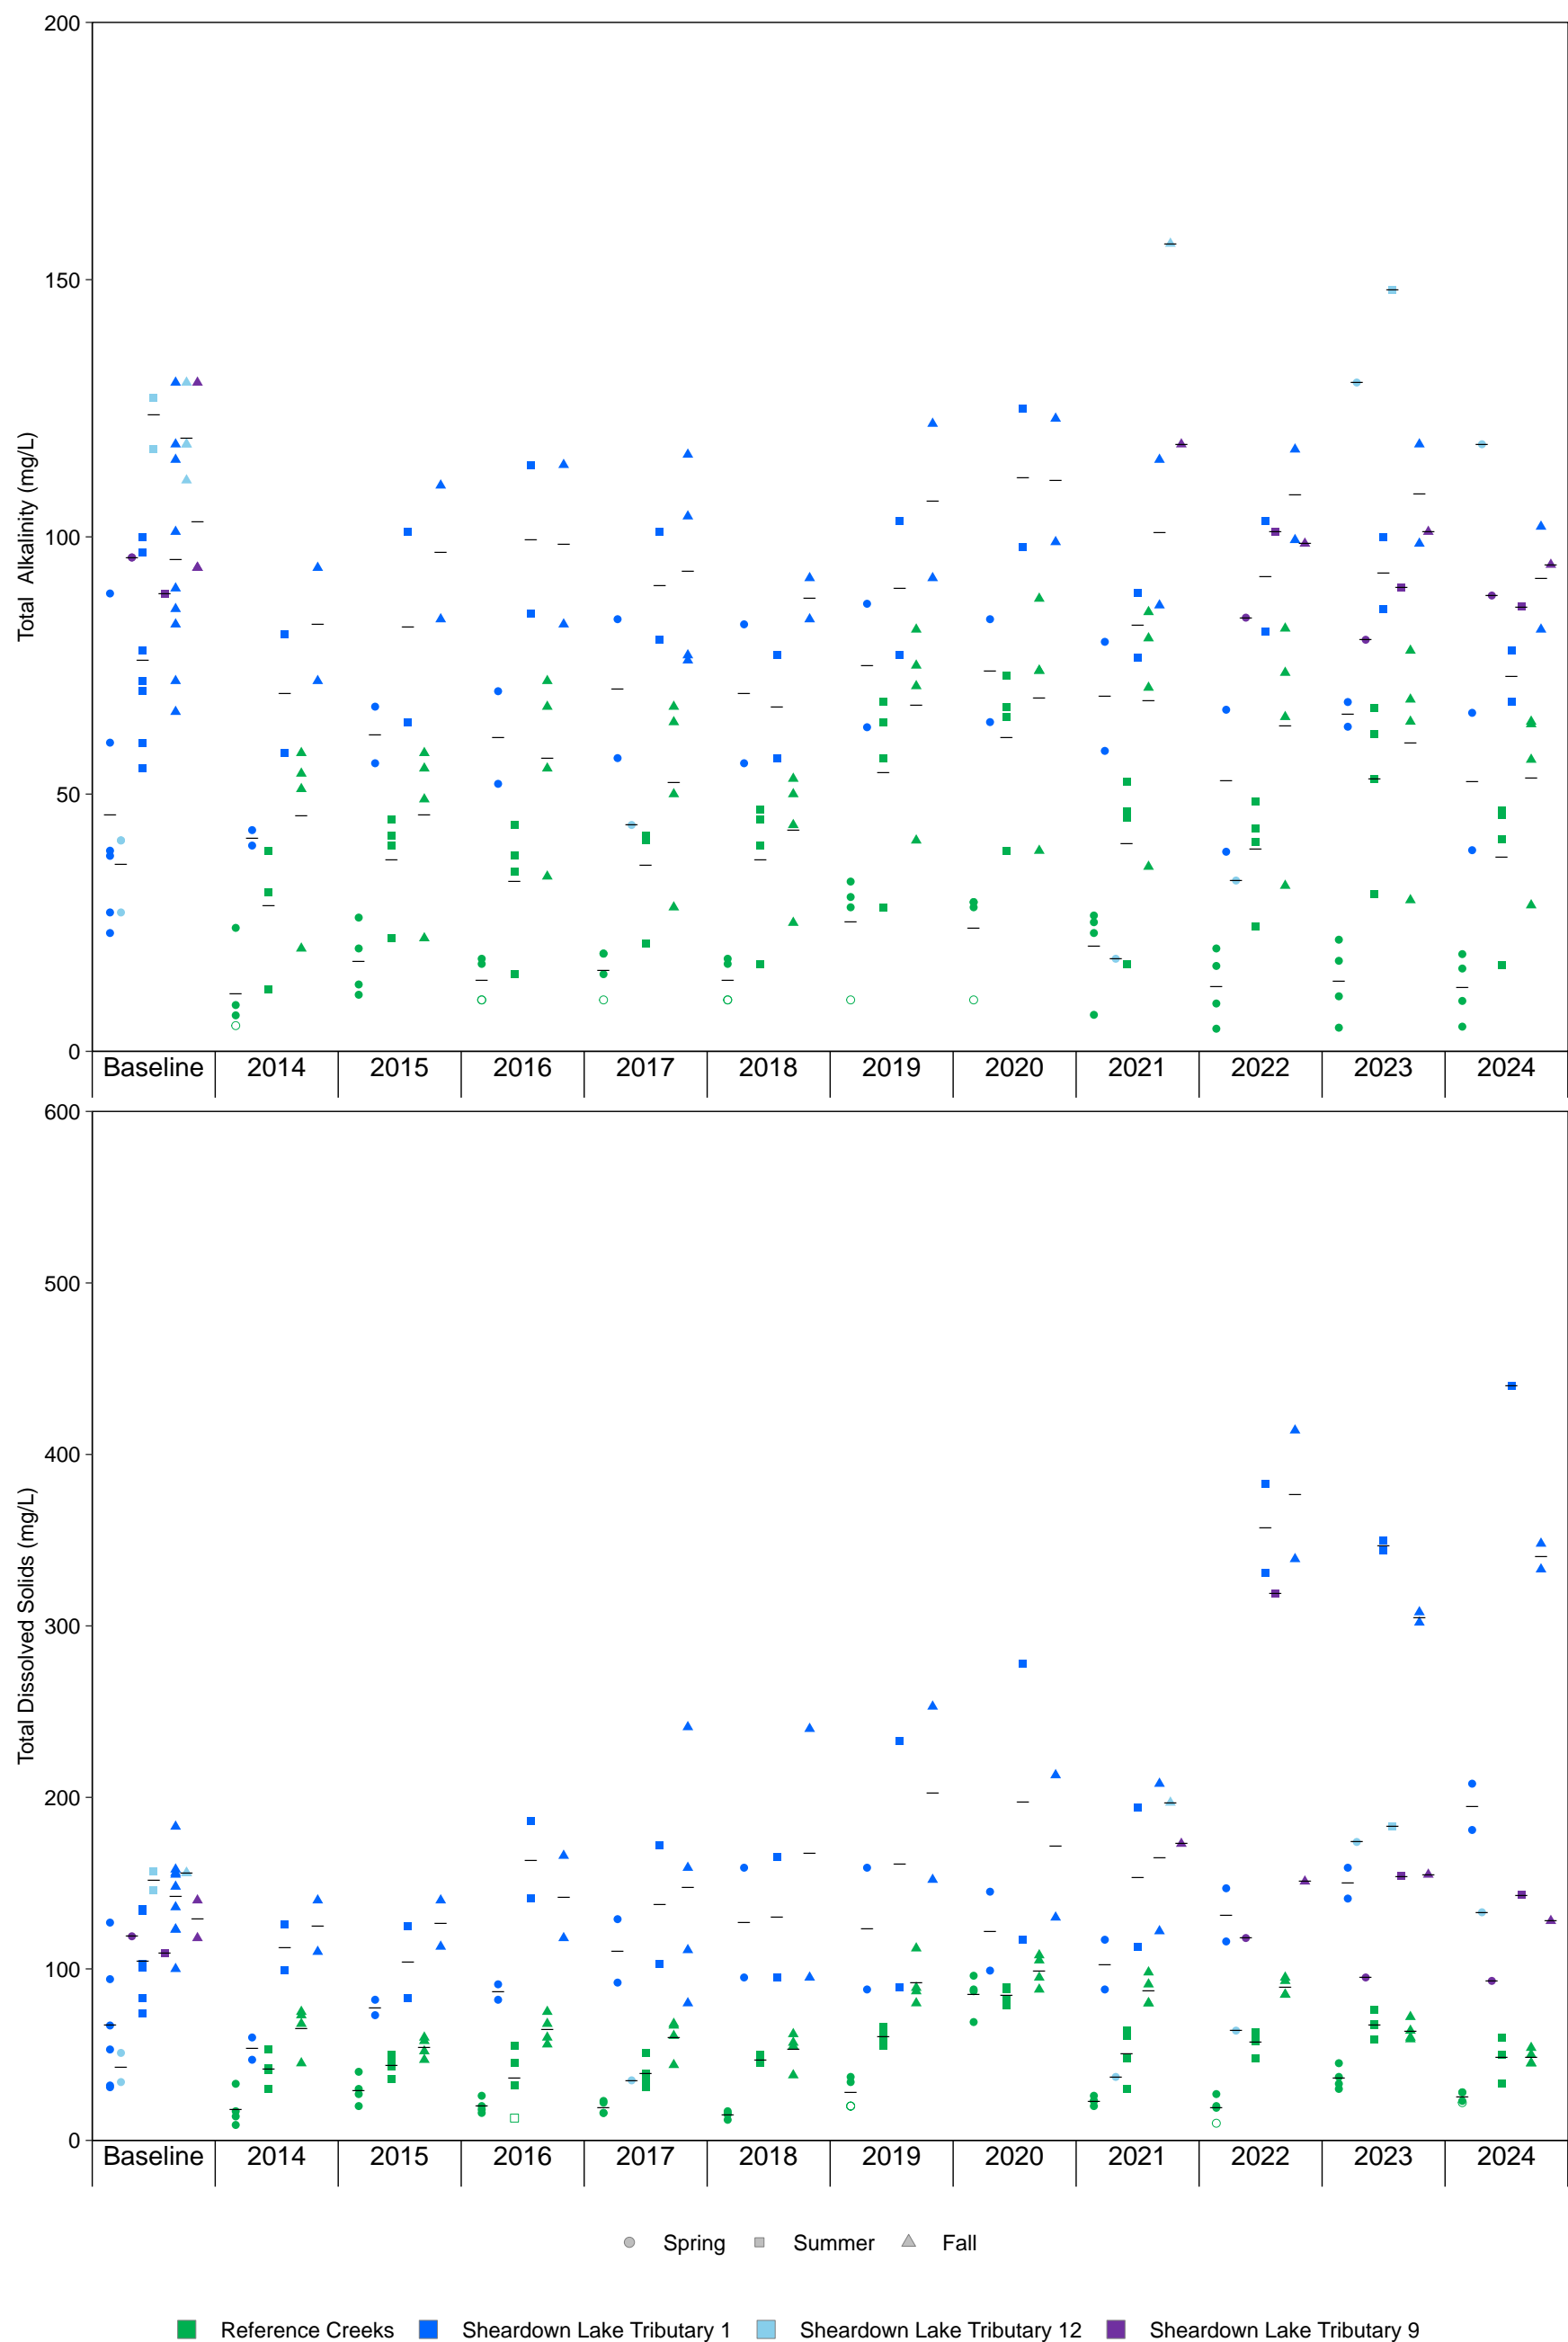 200
150
100
50
0
Total  Alkalinity (mg/L)
Baseline 2014 2015 2016 2017 2018 2019 2020 2021 2022 2023 2024
600
500
400
300
200
100
0
Total Dissolved Solids (mg/L)
Baseline 2014 2015 2016 2017 2018 2019 2020 2021 2022 2023 2024
Spring Summer Fall
Reference Creeks Sheardown Lake Tributary 1 Sheardown Lake Tributary 12 Sheardown Lake Tributary 9